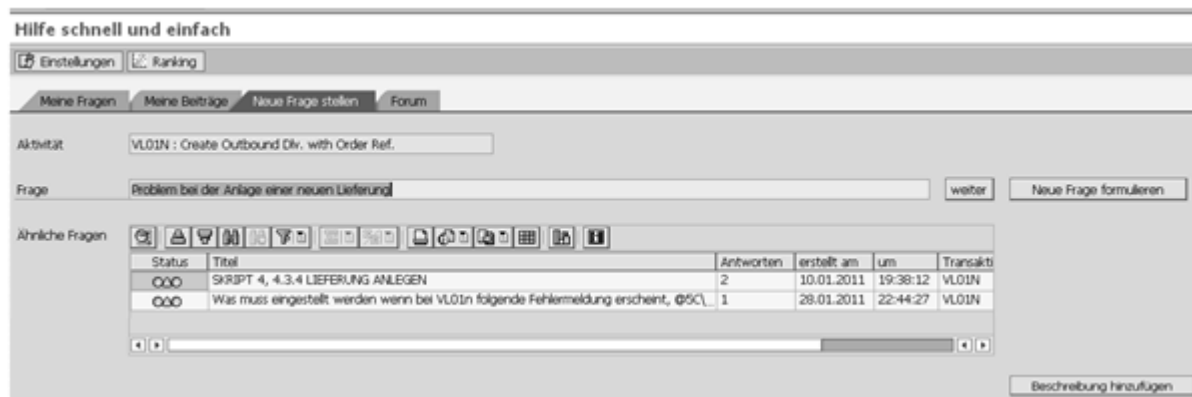 Hilfe schnell und einfach
Einstellungen Ranking
Meine Fragen Meine Beiträge Neue Frage stellen Forum
Aktivität VL01N : Create Outbound Dlv. with Order Ref.
Frage Problem bei der Anlage einer neuen Lieferung weiter Neue Frage formulieren
Ähnliche Fragen
Status Titel Antworten erstellt am um Transakti
SKRIPT 4, 4.3.4 LIEFERUNG ANLEGEN 2 10.01.2011 19:38:12 VL01N
Was muss eingestellt werden wenn bei VL01n folgende Fehlermeldung erscheint, @5C\ 1 28.01.2011 22:44:27 VL01N
Beschreibung hinzufügen